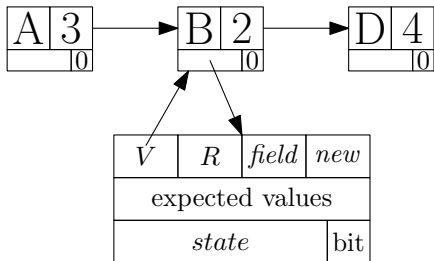 A 3 B 2 D 4
0 0 0
V R field new
expected values
state bit